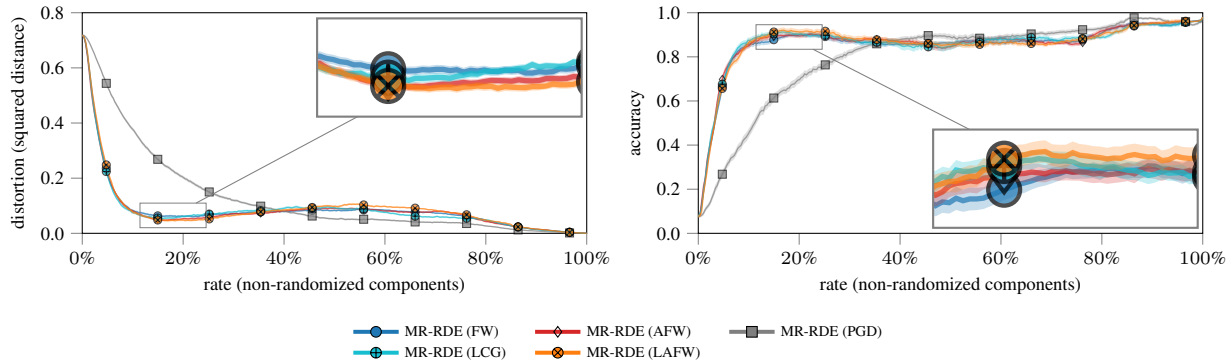 distortion (squared distance)
0.8
0.6
0.4
0.2
0.0
0% 20% 40% 60% 80% 100%
rate (non-randomized components)
accuracy
1.0
0.8
0.6
0.4
0.2
0.0
0% 20% 40% 60% 80% 100%
rate (non-randomized components)
MR-RDE (FW) MR-RDE (AFW) MR-RDE (PGD)
MR-RDE (LCG) MR-RDE (LAFW)